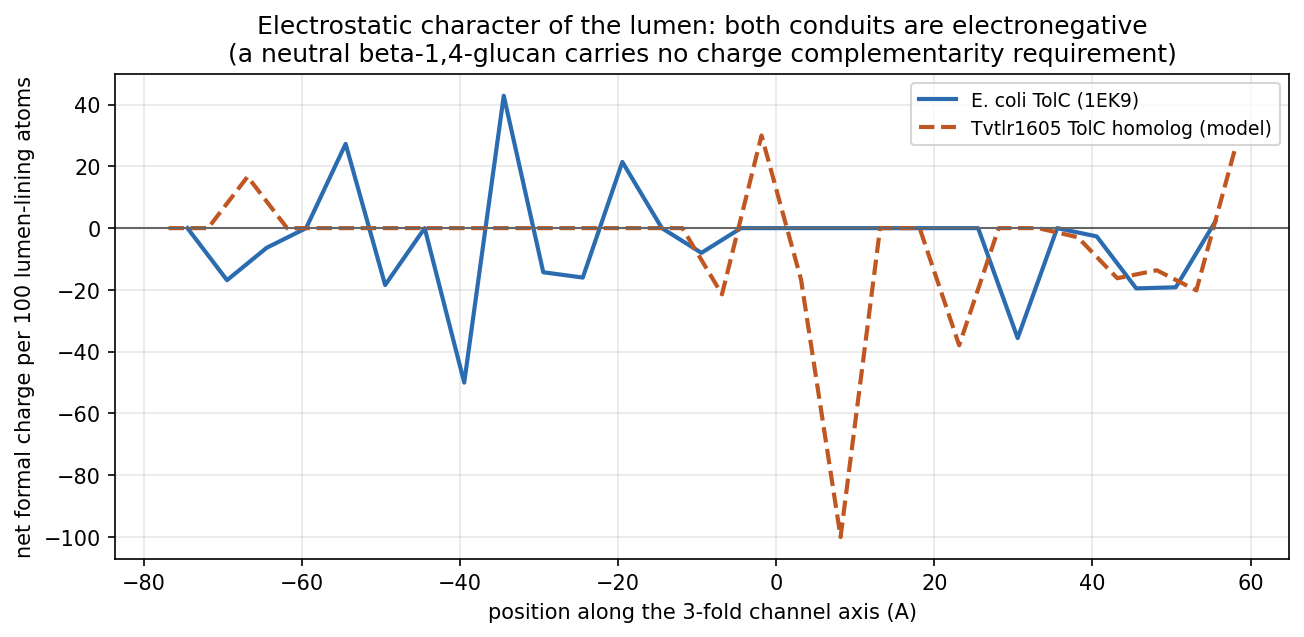 Electrostatic character of the lumen: both conduits are electronegative
(a neutral beta-1,4-glucan carries no charge complementarity requirement)
net formal charge per 100 lumen-lining atoms
40
20
0
−20
−40
−60
−80
−100
E. coli TolC (1EK9)
Tvtlr1605 TolC homolog (model)
−80
−60
−40
−20
0
20
40
60
position along the 3-fold channel axis (A)